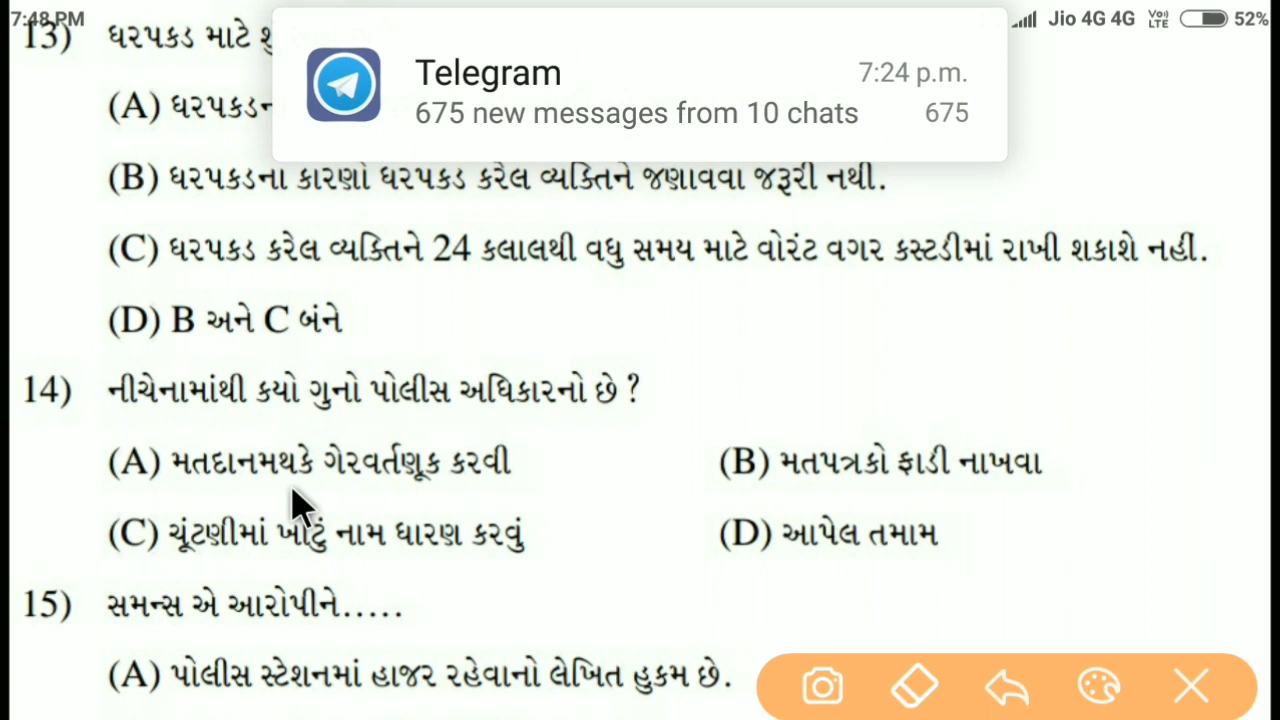 7:48 PM
Jio 4G 4G VoLTE 52%
Telegram 7:24 p.m.
675 new messages from 10 chats 675
13) ધરપકડ માટે
(A)
(B) ધરપકડના કારણો ધરપકડ કરેલ વ્યક્તિને જણાવવા જરૂરી નથી.
(C) ધરપકડ કરેલ વ્યક્તિને 24 કલાલથી વધુ સમય માટે વોરંટ વગર કસ્ટડીમાં રાખી શકાશે નહીં.
(D) B અને C બંને
14) નીચેનામાંથી કયો ગુનો પોલીસ અધિકારનો છે ?
(A) મતદાનમથકે ગેરવર્તણૂક કરવી (B) મતપત્રકો ફાડી નાખવા
(C) ચૂંટણીમાં ખોટું નામ ધારણ કરવું (D) આપેલ તમામ
15) સમન્સ એ આરોપીને.....
(A) પોલીસ સ્ટેશનમાં હાજર રહેવાનો લેખિત હુકમ છે.